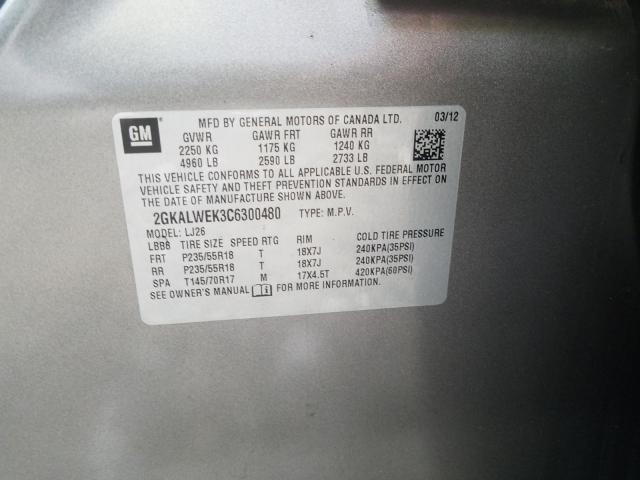 GM
MFD BY GENERAL MOTORS OF CANADA LTD. 03/12
GVWR GAWR FRT GAWR RR
2250 KG 1175 KG 1240 KG
4960 LB 2590 LB 2733 LB
THIS VEHICLE CONFORMS TO ALL APPLICABLE U.S. FEDERAL MOTOR
VEHICLE SAFETY AND THEFT PREVENTION STANDARDS IN EFFECT ON
THE DATE OF MANUFACTURE SHOWN ABOVE.
2GKALWEK3C6300480 TYPE: M.P.V.
MODEL: LJ26
LBB8 TIRE SIZE SPEED RTG RIM COLD TIRE PRESSURE
FRT P235/55R18 T 18X7J 240KPA(35PSI)
RR P235/55R18 T 18X7J 240KPA(35PSI)
SPA T145/70R17 M 17X4.5T 420KPA(60PSI)
SEE OWNER'S MANUAL FOR MORE INFORMATION.